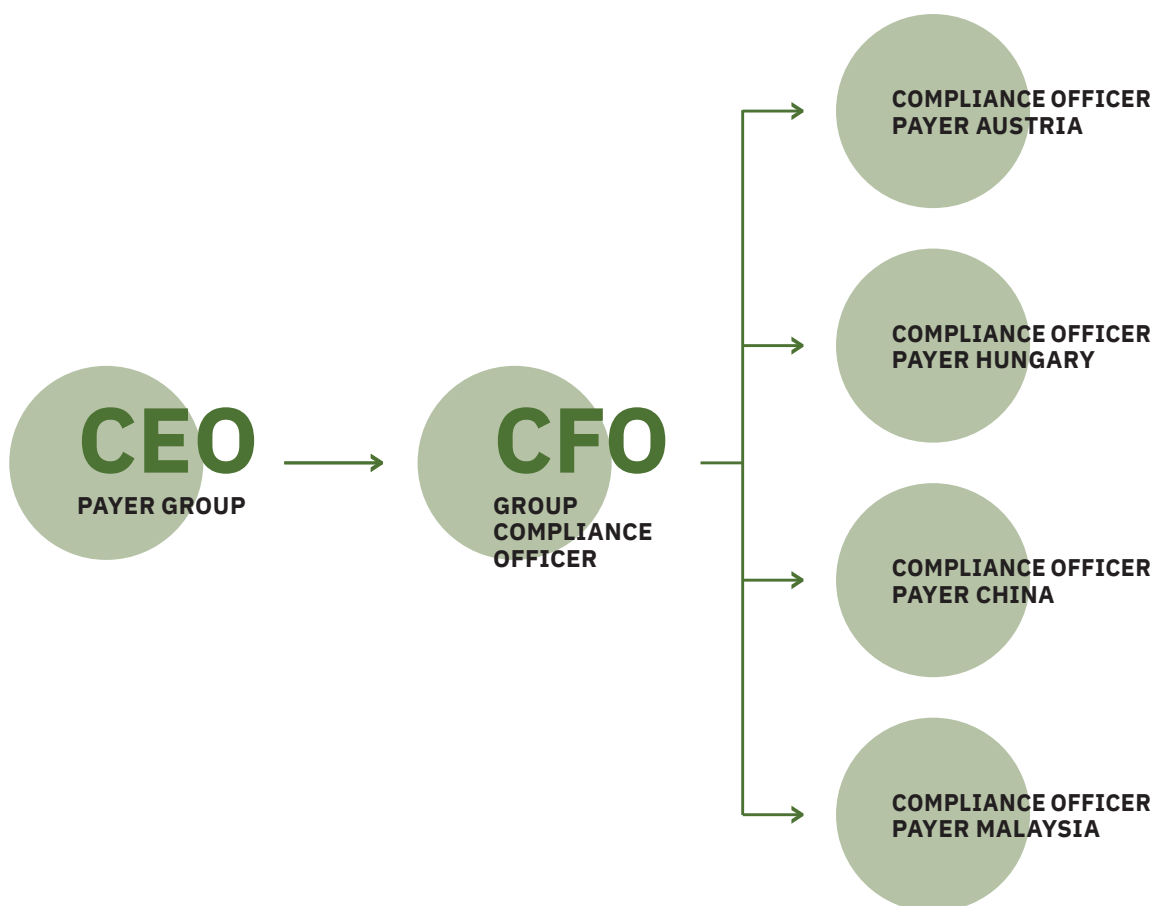 CEO
PAYER GROUP
CFO
GROUP
COMPLIANCE
OFFICER
COMPLIANCE OFFICER
PAYER AUSTRIA
COMPLIANCE OFFICER
PAYER HUNGARY
COMPLIANCE OFFICER
PAYER CHINA
COMPLIANCE OFFICER
PAYER MALAYSIA